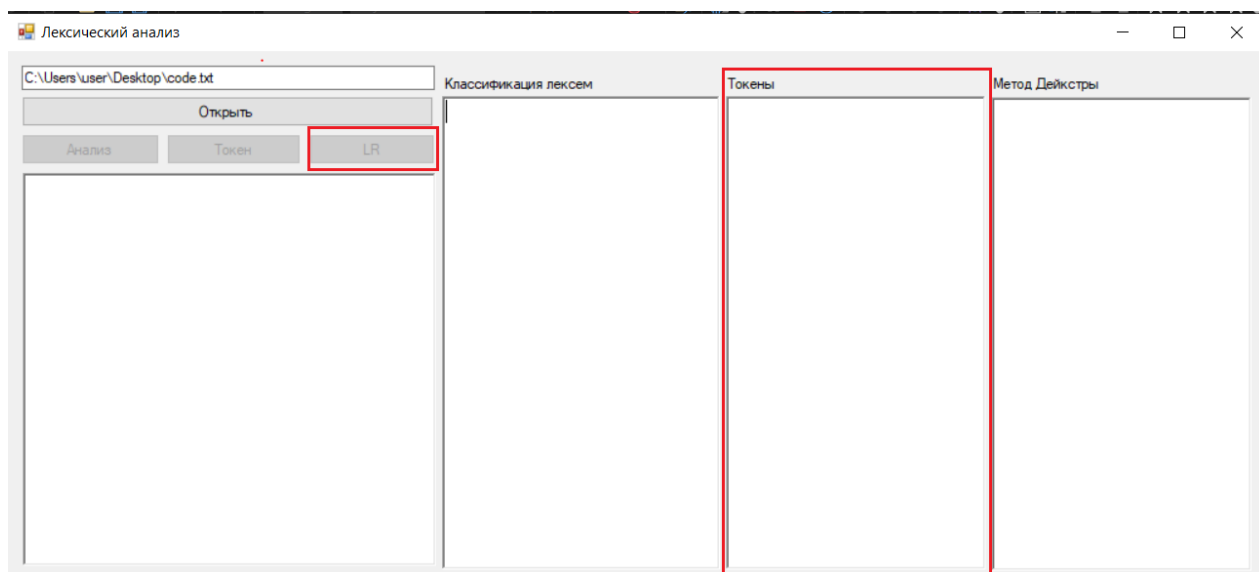 Лексический анализ
C:\Users\user\Desktop\code.txt
Открыть
Анализ Токен LR
Классификация лексем
Токены
Метод Дейкстры